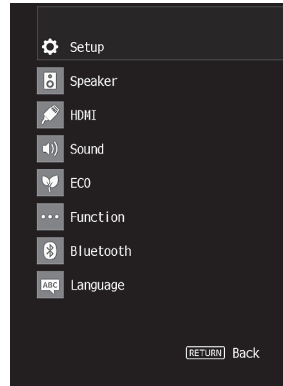 Setup
Speaker
HDMI
Sound
ECO
Function
Bluetooth
ABC Language
RETURN Back